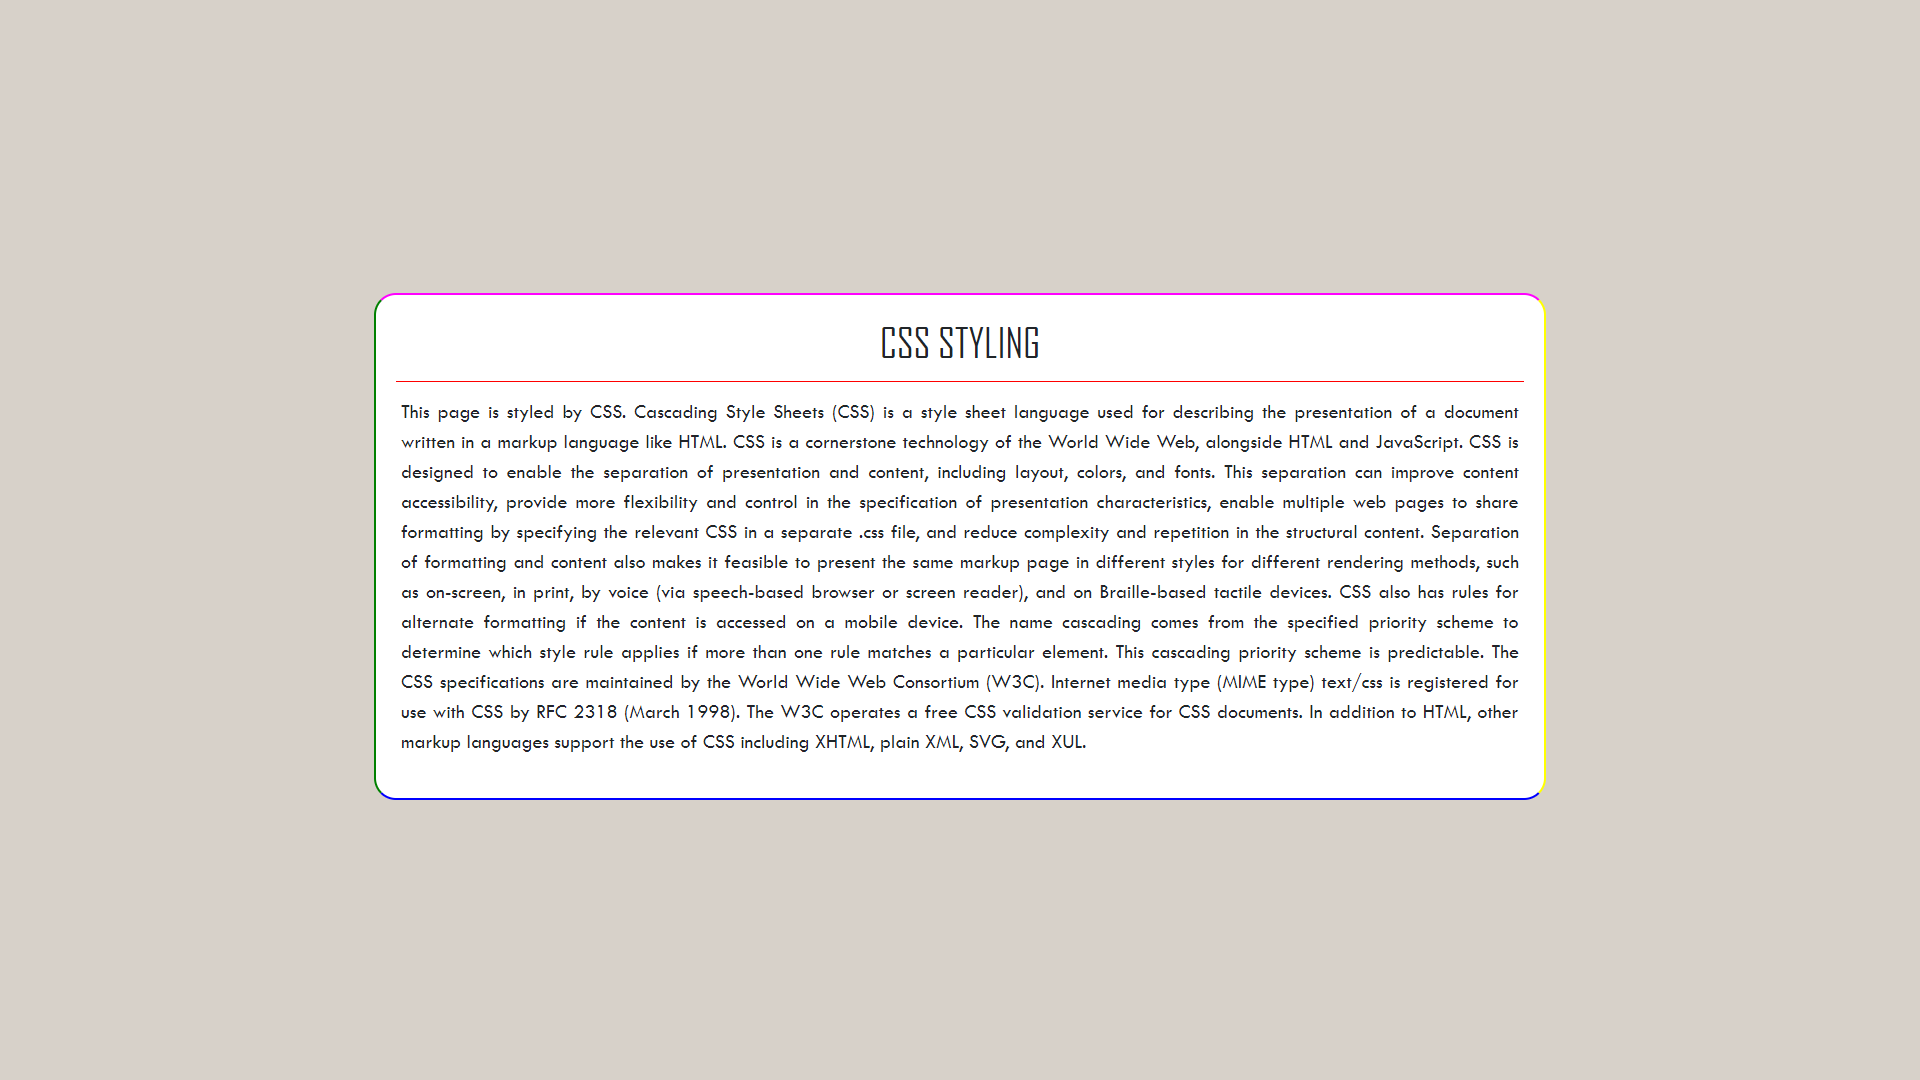 CSS STYLING
This page is styled by CSS. Cascading Style Sheets (CSS) is a style sheet language used for describing the presentation of a document
written in a markup language like HTML. CSS is a cornerstone technology of the World Wide Web, alongside HTML and JavaScript. CSS is
designed to enable the separation of presentation and content, including layout, colors, and fonts. This separation can improve content
accessibility, provide more flexibility and control in the specification of presentation characteristics, enable multiple web pages to share
formatting by specifying the relevant CSS in a separate .css file, and reduce complexity and repetition in the structural content. Separation
of formatting and content also makes it feasible to present the same markup page in different styles for different rendering methods, such
as on-screen, in print, by voice (via speech-based browser or screen reader), and on Braille-based tactile devices. CSS also has rules for
alternate formatting if the content is accessed on a mobile device. The name cascading comes from the specified priority scheme to
determine which style rule applies if more than one rule matches a particular element. This cascading priority scheme is predictable. The
CSS specifications are maintained by the World Wide Web Consortium (W3C). Internet media type (MIME type) text/css is registered for
use with CSS by RFC 2318 (March 1998). The W3C operates a free CSS validation service for CSS documents. In addition to HTML, other
markup languages support the use of CSS including XHTML, plain XML, SVG, and XUL.